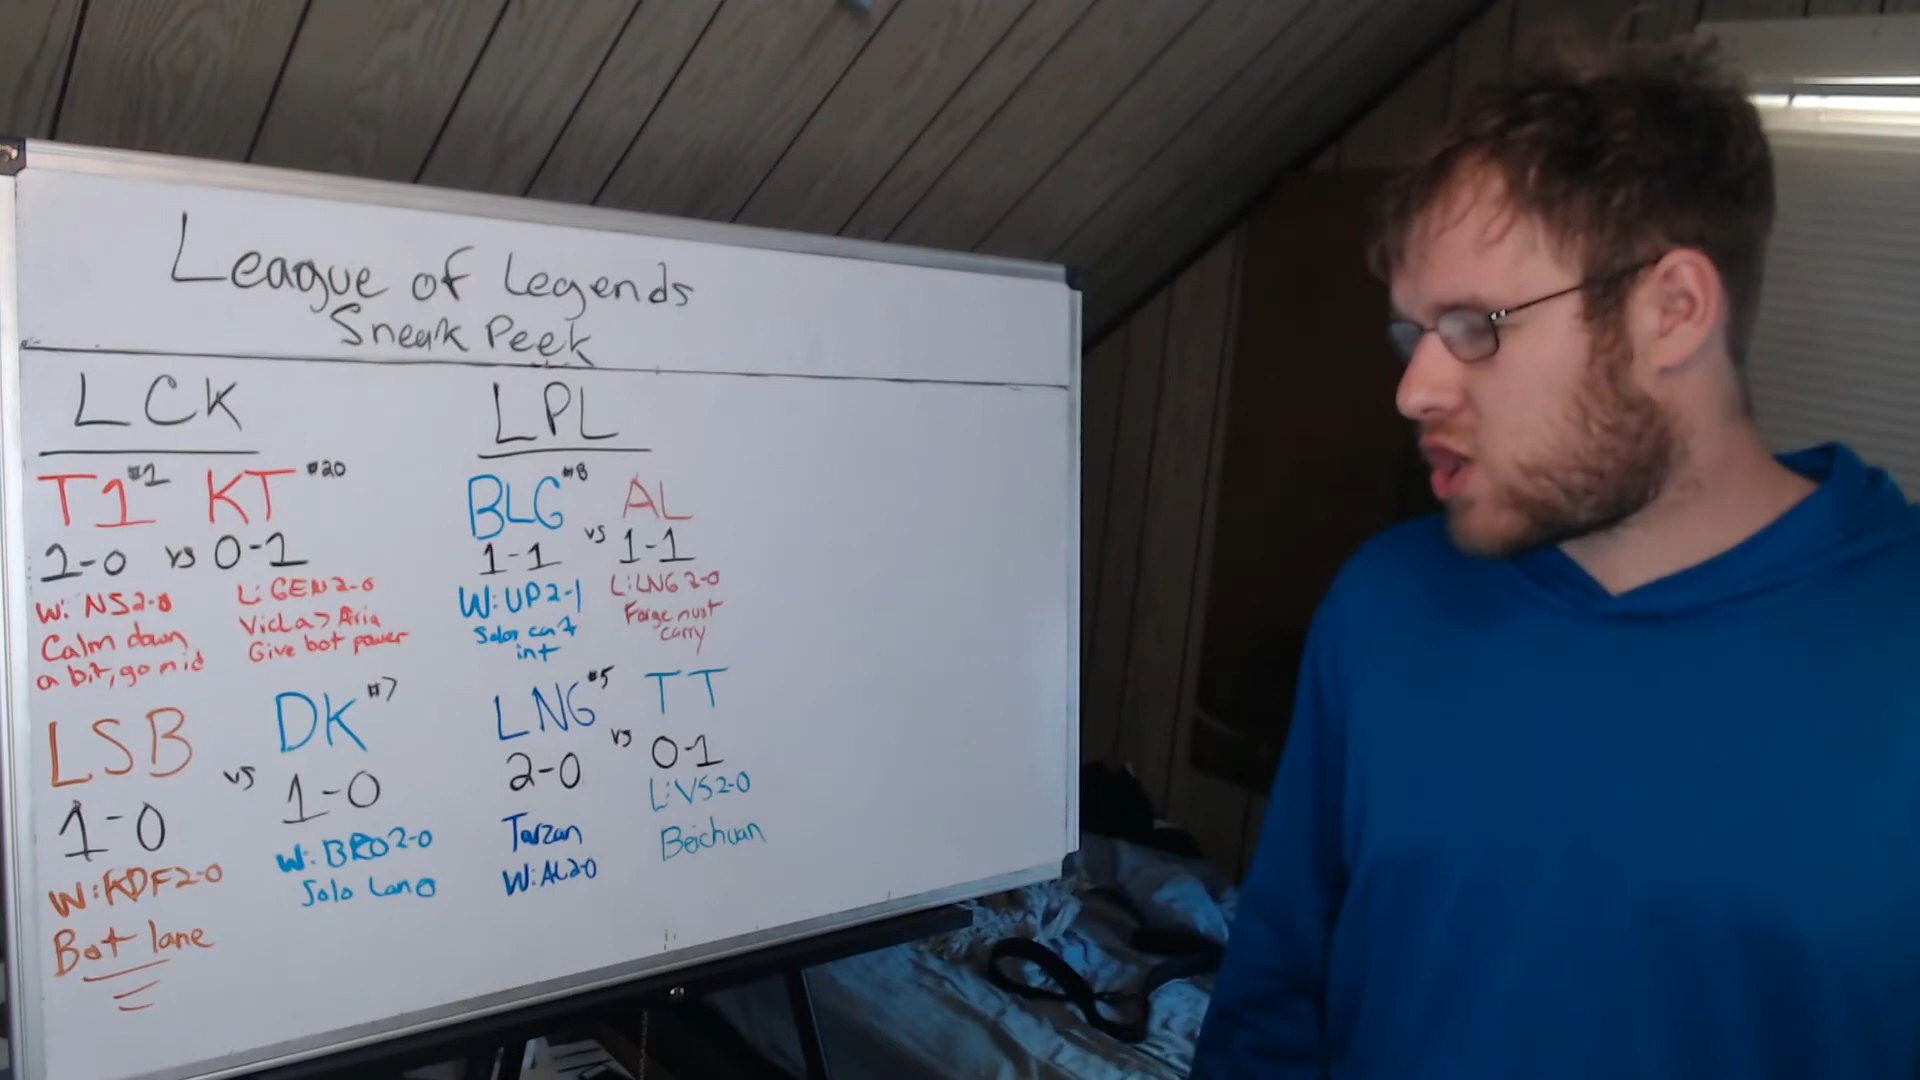 League of Legends
Sneak Peek
LCK
T1 #1 KT #20
1-0 vs 0-1
W: NS 2-0
Calm down
a bit, go mid
L: GEN 2-0
Vicla > Aria
Give bot power
LSB vs DK #7
1-0
1-0
W: KDF 2-0
Bot lane
W: BRO 2-0
Solo Lane
LPL
BLG #8 vs AL
1-1
1-1
W: UP 2-1
Solos can't
int
L: LNG 2-0
Forge must
carry
LNG #5 vs TT
2-0
0-1
Tarzan
W: AL 2-0
L: V5 2-0
Beichuan